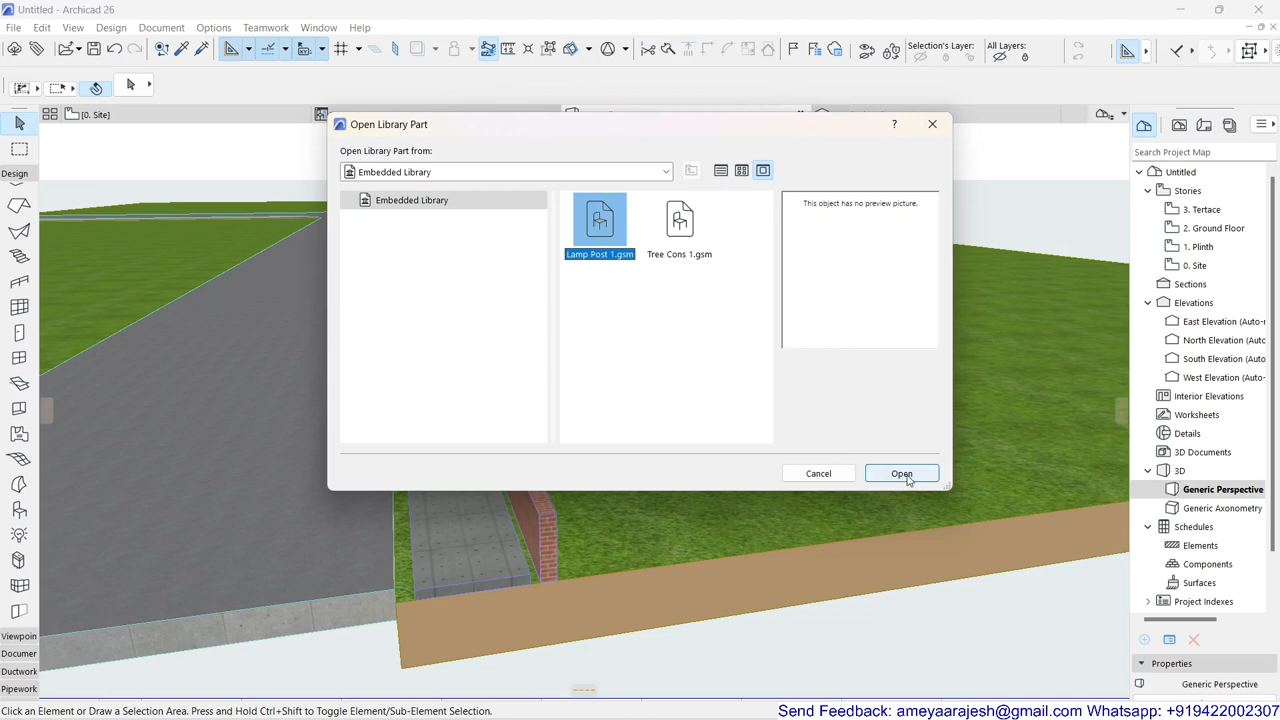 Untitled - Archicad 26
File Edit View Design Document Options Teamwork Window Help
Selection's Layer:
All Layers:
[0. Site]
Design
Viewpoin
Documer
Ductwork
Pipework
Open Library Part
Open Library Part from:
Embedded Library
Embedded Library
Lamp Post 1.gsm
Tree Cons 1.gsm
This object has no preview picture.
Cancel
Open
Search Project Map
Untitled
Stories
3. Tertace
2. Ground Floor
1. Plinth
0. Site
Sections
Elevations
East Elevation (Auto-r
North Elevation (Autc
South Elevation (Auto-
West Elevation (Auto-
Interior Elevations
Worksheets
Details
3D Documents
3D
Generic Perspective
Generic Axonometry
Schedules
Elements
Components
Surfaces
Project Indexes
Properties
Generic Perspective
Click an Element or Draw a Selection Area. Press and Hold Ctrl+Shift to Toggle Element/Sub-Element Selection.
Send Feedback: ameyaarajesh@gmail.com Whatsapp: +919422002307